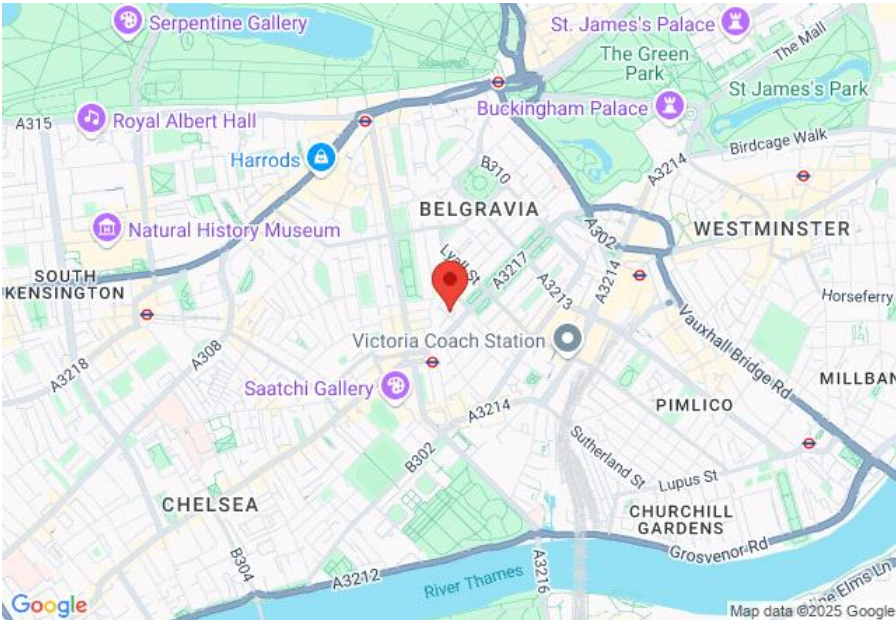 Serpentine Gallery
St. James's Palace
The Mall
The Green
Park
St James's Park
Buckingham Palace
A315
Royal Albert Hall
Birdcage Walk
Harrods
B310
A3214
BELGRAVIA
Natural History Museum
A302
WESTMINSTER
Lyall St
A3217
SOUTH
KENSINGTON
A3213
A3214
Horseferry
Vauxhall Bridge Rd
Victoria Coach Station
A308
A3218
Saatchi Gallery
MILLBAN
PIMLICO
A3214
Sutherland St
B302
Lupus St
CHELSEA
CHURCHILL
GARDENS
Grosvenor Rd
B304
A3212
River Thames
A3216
ine Elms Ln
Google
Map data ©2025 Google